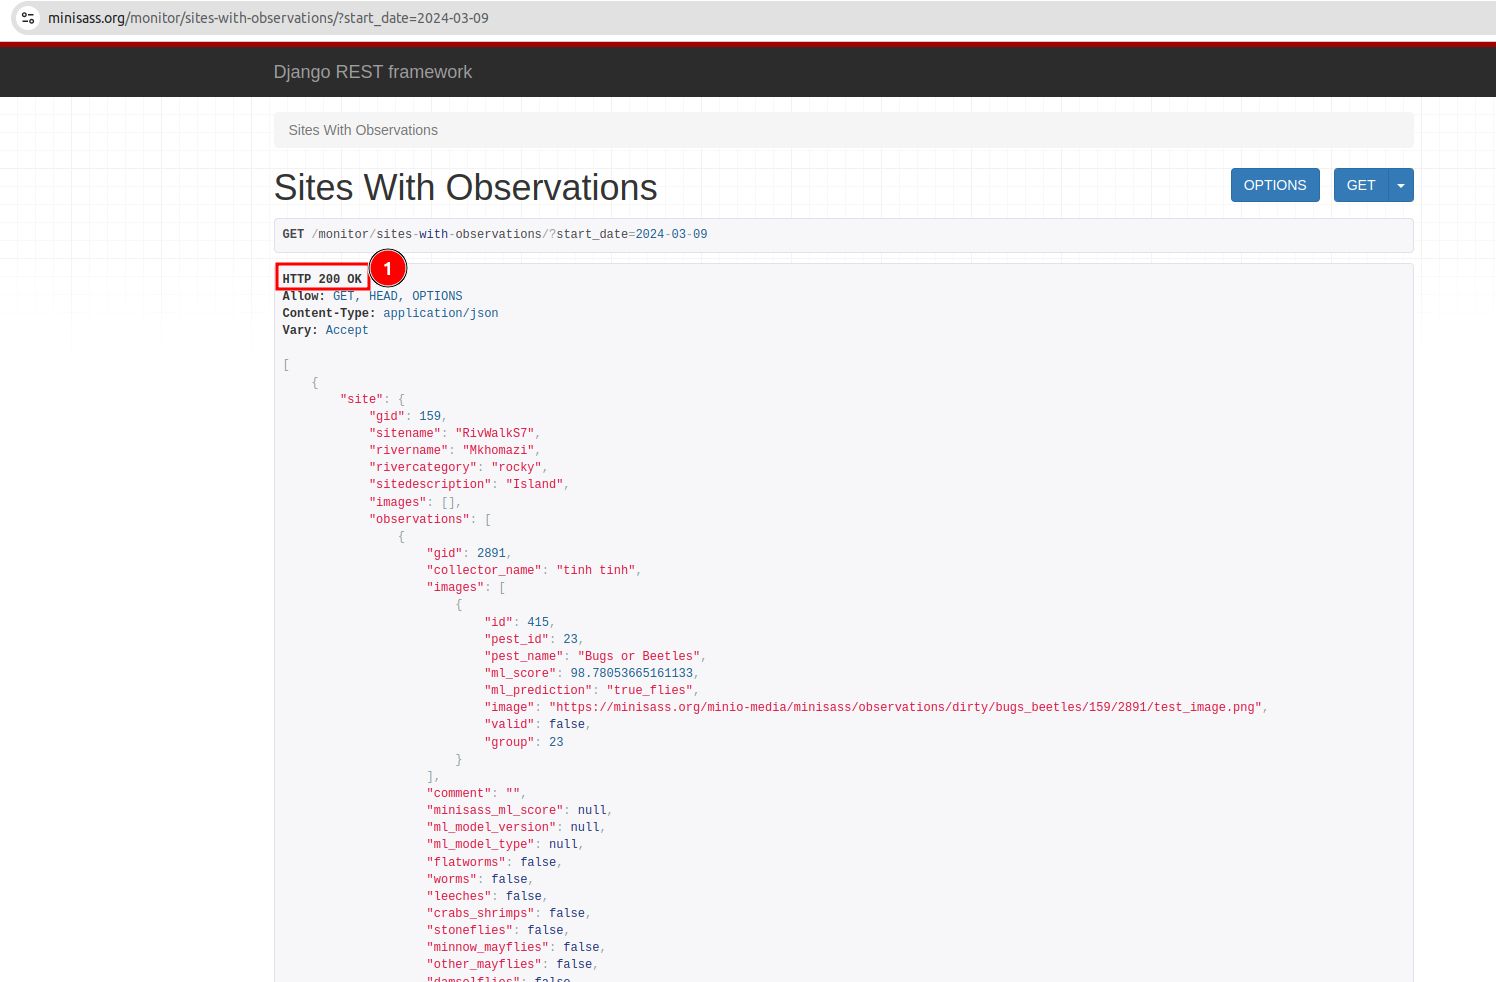 minisass.org/monitor/sites-with-observations/?start_date=2024-03-09
Django REST framework
Sites With Observations
Sites With Observations
OPTIONS
GET
GET /monitor/sites-with-observations/?start_date=2024-03-09
1
HTTP 200 OK
Allow: GET, HEAD, OPTIONS
Content-Type: application/json
Vary: Accept
[
{
"site": {
"gid": 159,
"sitename": "RivWalkS7",
"rivername": "Mkhomazi",
"rivercategory": "rocky",
"sitedescription": "Island",
"images": [],
"observations": [
{
"gid": 2891,
"collector_name": "tinh tinh",
"images": [
{
"id": 415,
"pest_id": 23,
"pest_name": "Bugs or Beetles",
"ml_score": 98.78053665161133,
"ml_prediction": "true_flies",
"image": "https://minisass.org/minio-media/minisass/observations/dirty/bugs_beetles/159/2891/test_image.png",
"valid": false,
"group": 23
}
],
"comment": "",
"minisass_ml_score": null,
"ml_model_version": null,
"ml_model_type": null,
"flatworms": false,
"worms": false,
"leeches": false,
"crabs_shrimps": false,
"stoneflies": false,
"minnow_mayflies": false,
"other_mayflies": false,
"damselflies": false